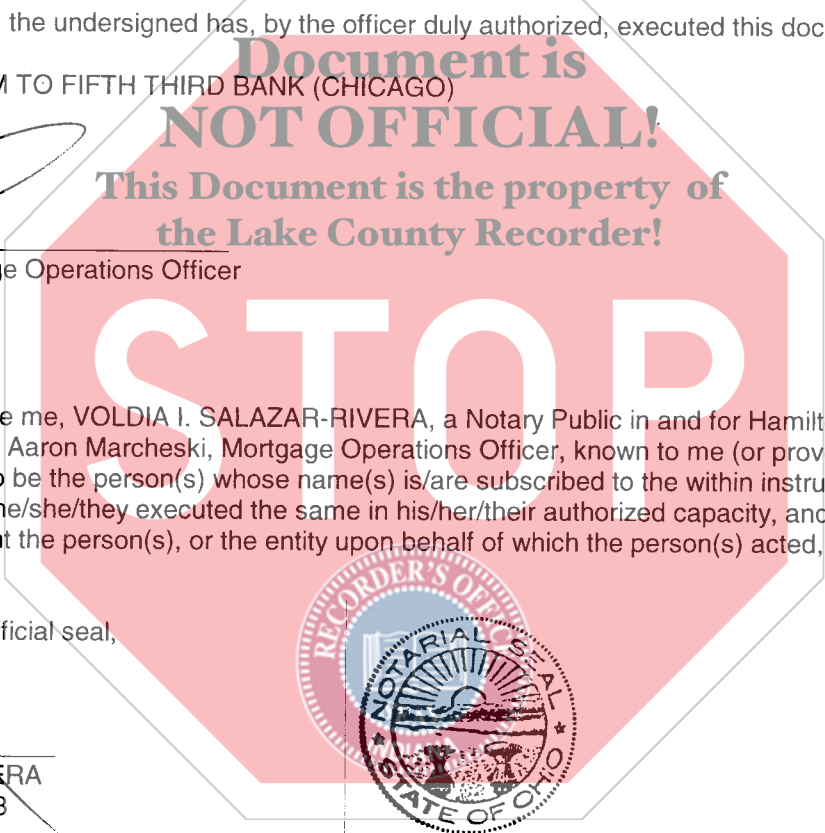 the undersigned has, by the officer duly authorized, executed this doc
Document is
TO FIFTH THIRD BANK (CHICAGO)
NOT OFFICIAL!
This Document is the property of
the Lake County Recorder!
ge Operations Officer
STOP
e me, VOLDIA I. SALAZAR-RIVERA, a Notary Public in and for Hamilt
Aaron Marcheski, Mortgage Operations Officer, known to me (or prov
o be the person(s) whose name(s) is/are subscribed to the within instru
he/she/they executed the same in his/her/their authorized capacity, and
t the person(s), or the entity upon behalf of which the person(s) acted,
RECORDER'S OFFICE
ficial seal,
NOTARIAL SEAL
INDIANA
STATE OF OHIO
ERA